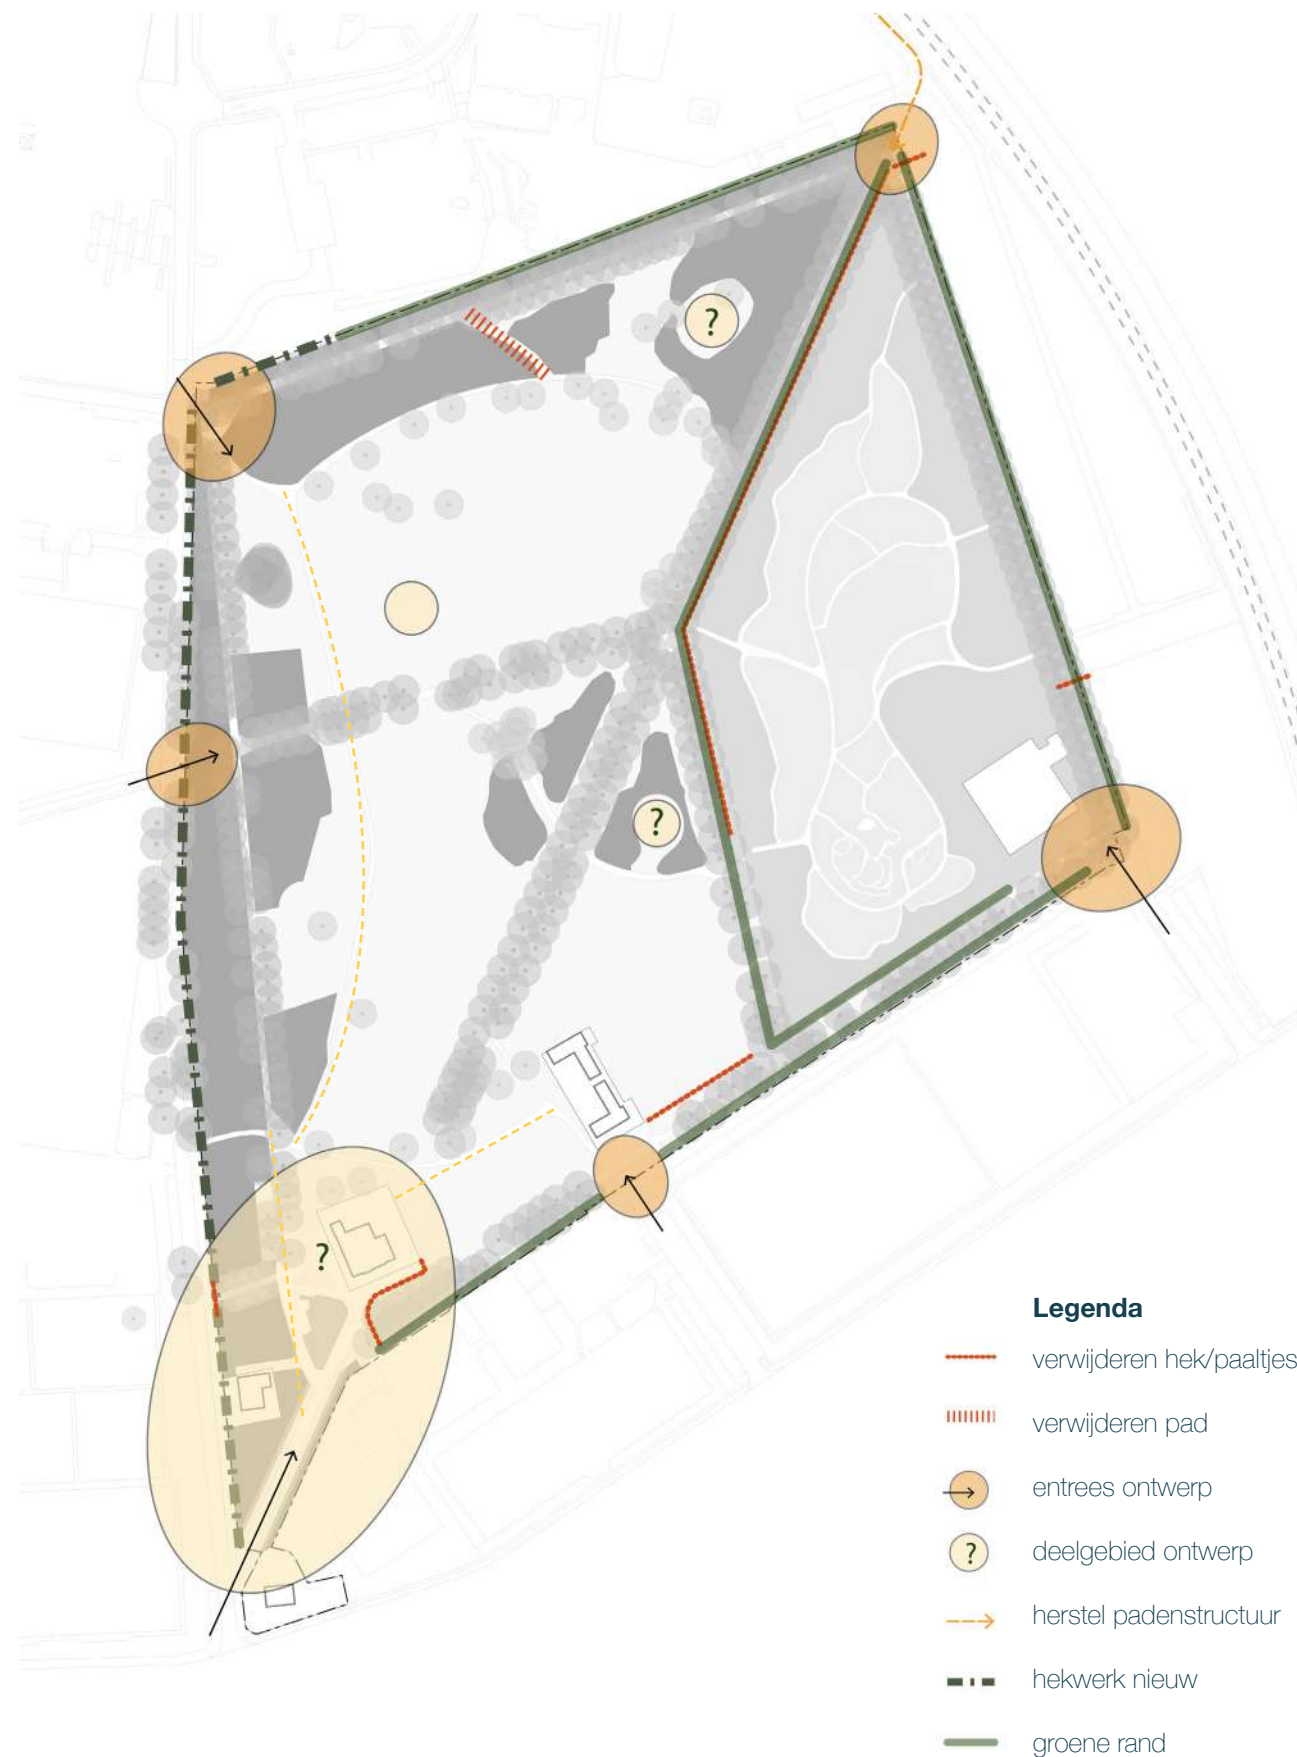 ?
?
?
Legenda
verwijderen hek/paaltjes
verwijderen pad
entrees ontwerp
? deelgebied ontwerp
herstel padenstructuur
hekwerk nieuw
groene rand